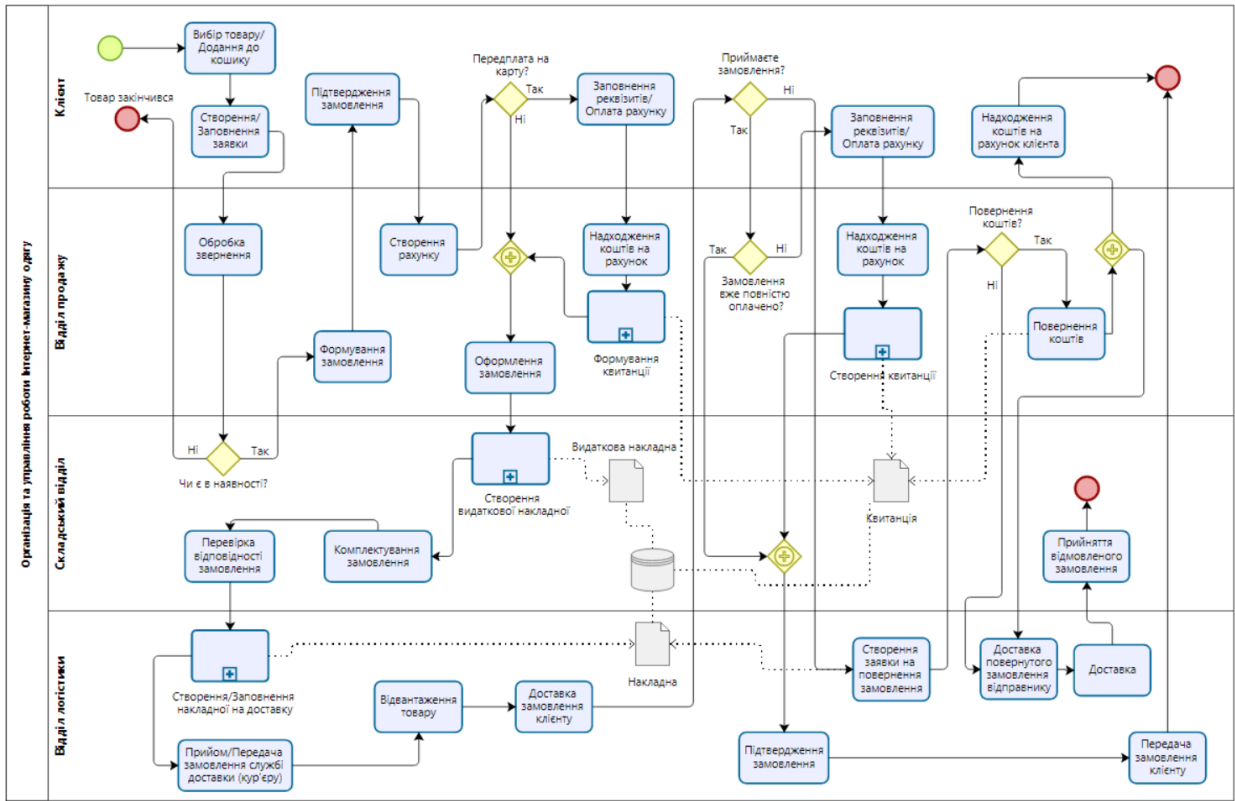 Організація та управління роботи інтернет-магазину одягу
Клієнт
Вибір товару/
Додання до
кошику
Товар закінчився
Створення/
Заповнення
заявки
Підтвердження
замовлення
Передплата на
карту?
Так
Ні
Заповнення
реквізитів/
Оплата рахунку
Приймаєте
замовлення?
Ні
Так
Заповнення
реквізитів/
Оплата рахунку
Надходження
коштів на
рахунок клієнта
Відділ продажу
Обробка
звернення
Створення
рахунку
Надходження
коштів на
рахунок
Так
Ні
Замовлення
вже повністю
оплачено?
Надходження
коштів на
рахунок
Повернення
коштів?
Так
Ні
Формування
замовлення
Оформлення
замовлення
Формування
квитанції
Створення квитанції
Повернення
коштів
Складський відділ
Ні
Так
Чи є в наявності?
Створення
видаткової накладної
Видаткова накладна
Квитанція
Перевірка
відповідності
замовлення
Комплектування
замовлення
Прийняття
відмовленого
замовлення
Відділ логістики
Створення/Заповнення
накладної на доставку
Накладна
Створення
заявки на
повернення
замовлення
Доставка
повернутого
замовлення
відправнику
Доставка
Відвантаження
товару
Доставка
замовлення
клієнту
Прийом/Передача
замовлення службі
доставки (кур'єру)
Підтвердження
замовлення
Передача
замовлення
клієнту